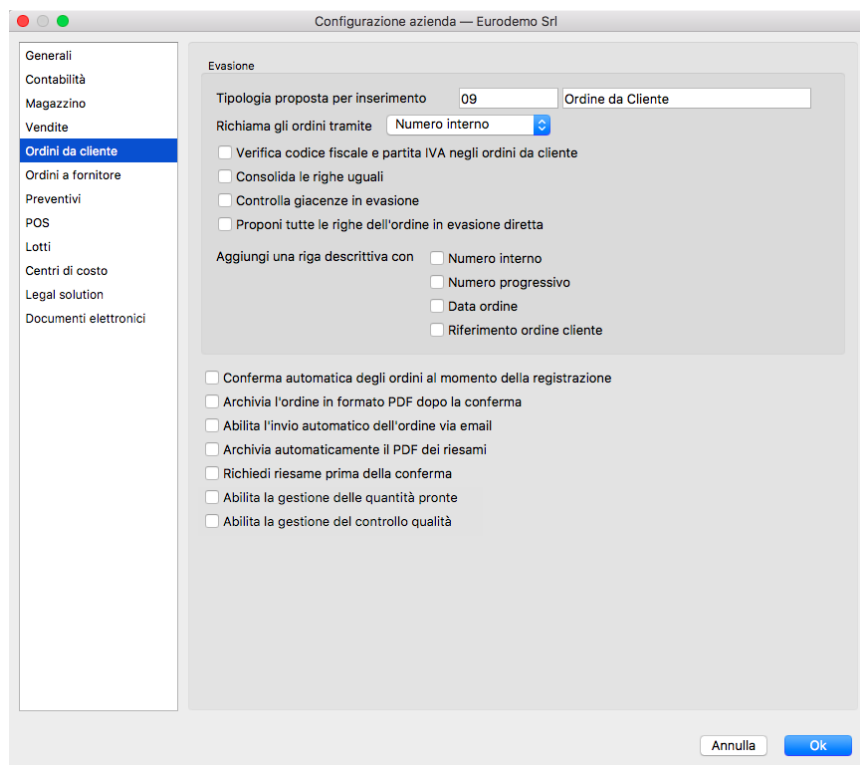 Configurazione azienda — Eurodemo Srl
Generali
Contabilità
Magazzino
Vendite
Ordini da cliente
Ordini a fornitore
Preventivi
POS
Lotti
Centri di costo
Legal solution
Documenti elettronici
Evasione
Tipologia proposta per inserimento 09 Ordine da Cliente
Richiama gli ordini tramite Numero interno
Verifica codice fiscale e partita IVA negli ordini da cliente
Consolida le righe uguali
Controlla giacenze in evasione
Proponi tutte le righe dell'ordine in evasione diretta
Aggiungi una riga descrittiva con Numero interno
Numero progressivo
Data ordine
Riferimento ordine cliente
Conferma automatica degli ordini al momento della registrazione
Archivia l'ordine in formato PDF dopo la conferma
Abilita l'invio automatico dell'ordine via email
Archivia automaticamente il PDF dei riesami
Richiedi riesame prima della conferma
Abilita la gestione delle quantità pronte
Abilita la gestione del controllo qualità
Annulla Ok